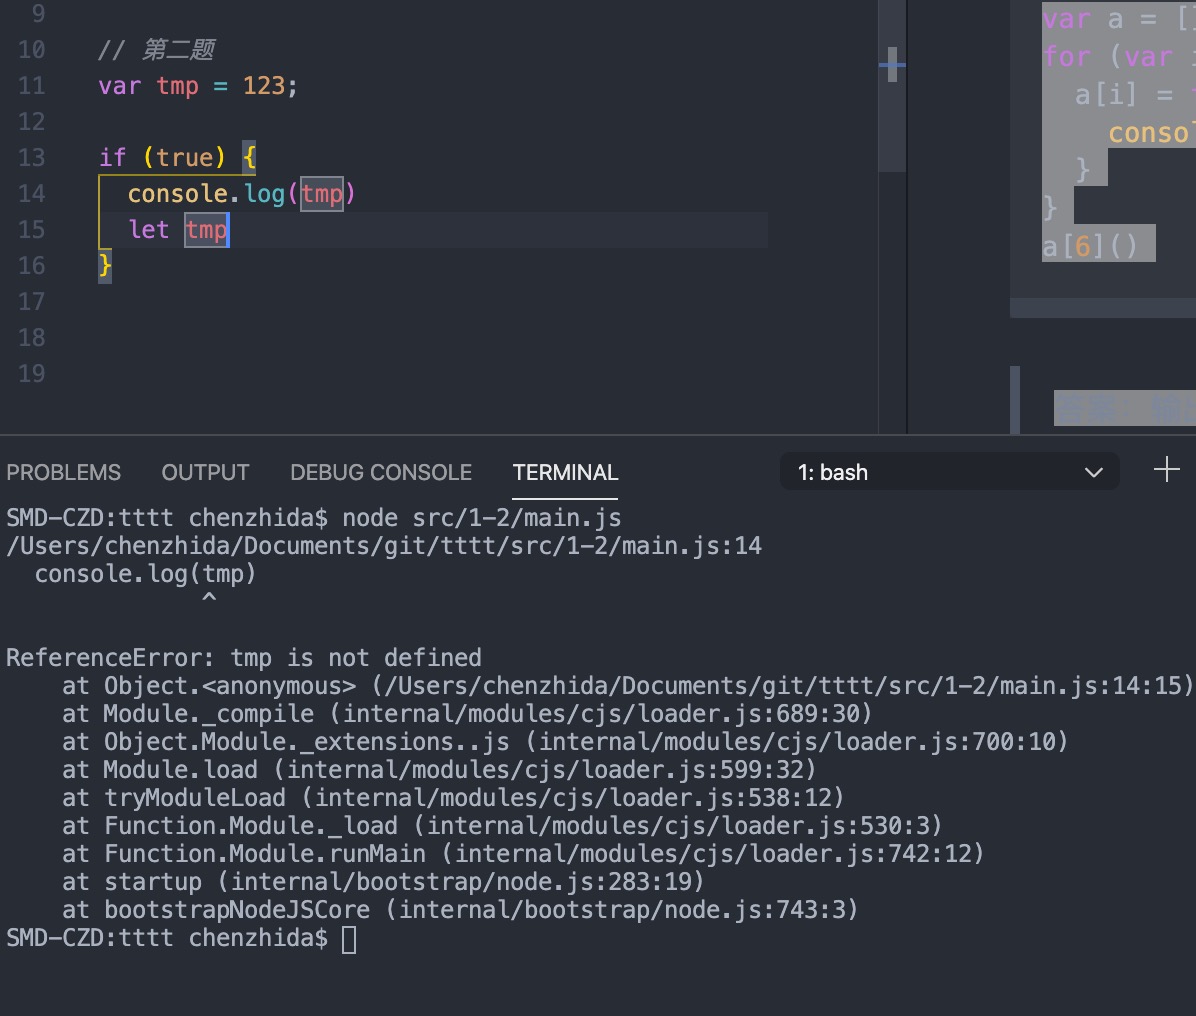 9
10 // 第二题
11 var tmp = 123;
12
13 if (true) {
14 console.log(tmp)
15 let tmp
16 }
17
18
19
var a = []
for (var
a[i] =
conso
}
}
a[6]()
PROBLEMS OUTPUT DEBUG CONSOLE TERMINAL 1: bash
SMD-CZD:tttt chenzhida$ node src/1-2/main.js
/Users/chenzhida/Documents/git/tttt/src/1-2/main.js:14
console.log(tmp)
^
ReferenceError: tmp is not defined
at Object.<anonymous> (/Users/chenzhida/Documents/git/tttt/src/1-2/main.js:14:15)
at Module._compile (internal/modules/cjs/loader.js:689:30)
at Object.Module._extensions..js (internal/modules/cjs/loader.js:700:10)
at Module.load (internal/modules/cjs/loader.js:599:32)
at tryModuleLoad (internal/modules/cjs/loader.js:538:12)
at Function.Module._load (internal/modules/cjs/loader.js:530:3)
at Function.Module.runMain (internal/modules/cjs/loader.js:742:12)
at startup (internal/bootstrap/node.js:283:19)
at bootstrapNodeJSCore (internal/bootstrap/node.js:743:3)
SMD-CZD:tttt chenzhida$